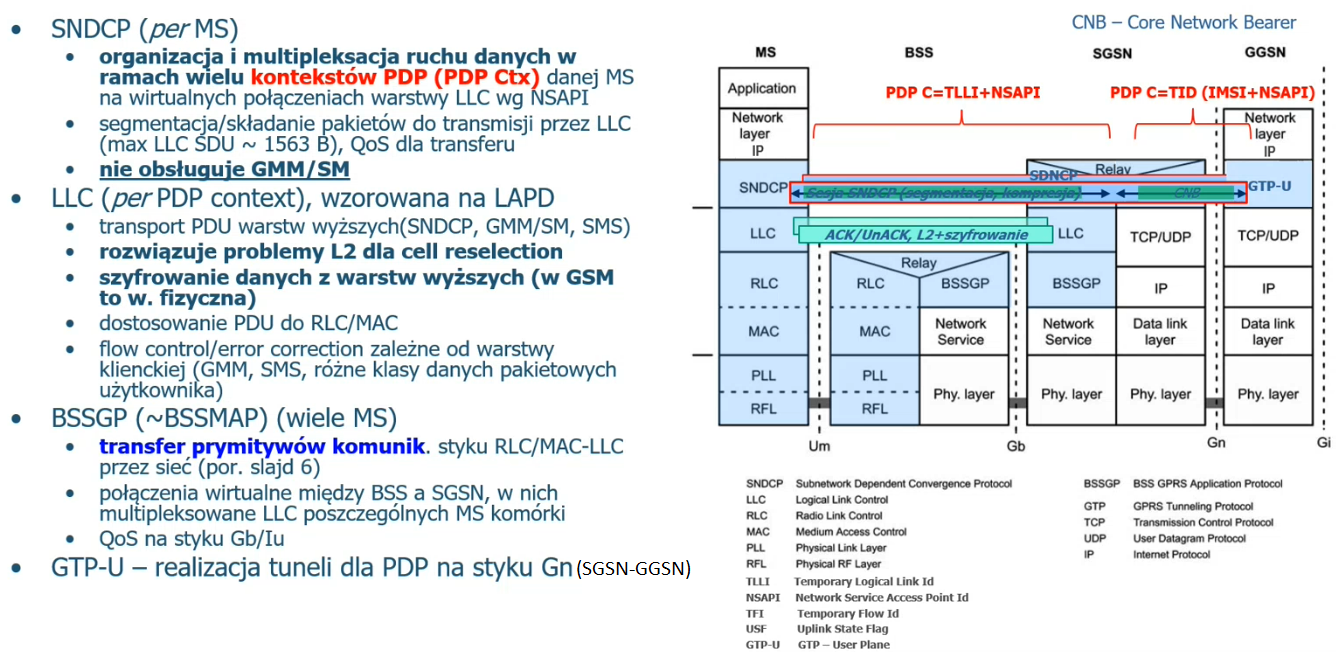 SNDCP (per MS)
organizacja i multipleksacja ruchu danych w
ramach wielu kontekstów PDP (PDP Ctx) danej MS
na wirtualnych połączeniach warstwy LLC wg NSAPI
segmentacja/składanie pakietów do transmisji przez LLC
(max LLC SDU ~ 1563 B), QoS dla transferu
nie obsługuje GMM/SM
LLC (per PDP context), wzorowana na LAPD
transport PDU warstw wyższych(SNDCP, GMM/SM, SMS)
rozwiązuje problemy L2 dla cell reselection
szyfrowanie danych z warstw wyższych (w GSM
to w. fizyczna)
dostosowanie PDU do RLC/MAC
flow control/error correction zależne od warstwy
klienckiej (GMM, SMS, różne klasy danych pakietowych
użytkownika)
BSSGP (~BSSMAP) (wiele MS)
transfer prymitywów komunik. styku RLC/MAC-LLC
przez sieć (por. slajd 6)
połączenia wirtualne między BSS a SGSN, w nich
multipleksowane LLC poszczególnych MS komórki
QoS na styku Gb/Iu
GTP-U – realizacja tuneli dla PDP na styku Gn (SGSN-GGSN)
CNB – Core Network Bearer
MS BSS SGSN GGSN
Application
PDP C=TLLI+NSAPI PDP C=TID (IMSI+NSAPI)
Network
layer
IP
Network
layer
IP
Relay
SDNCP
SNDCP Sesja SNDCP (segmentacja, kompresja) CNB GTP-U
LLC ACK/UnACK, L2+szyfrowanie LLC TCP/UDP TCP/UDP
Relay
RLC RLC BSSGP BSSGP IP IP
MAC MAC Network
Service Network
Service Data link
layer Data link
layer
PLL PLL Phy. layer Phy. layer Phy. layer Phy. layer
RFL RFL
Um Gb Gn Gi
SNDCP Subnetwork Dependent Convergence Protocol
LLC Logical Link Control
RLC Radio Link Control
MAC Medium Access Control
PLL Physical Link Layer
RFL Physical RF Layer
TLLI Temporary Logical Link Id
NSAPI Network Service Access Point Id
TFI Temporary Flow Id
USF Uplink State Flag
GTP-U GTP – User Plane
BSSGP BSS GPRS Application Protocol
GTP GPRS Tunneling Protocol
TCP Transmission Control Protocol
UDP User Datagram Protocol
IP Internet Protocol